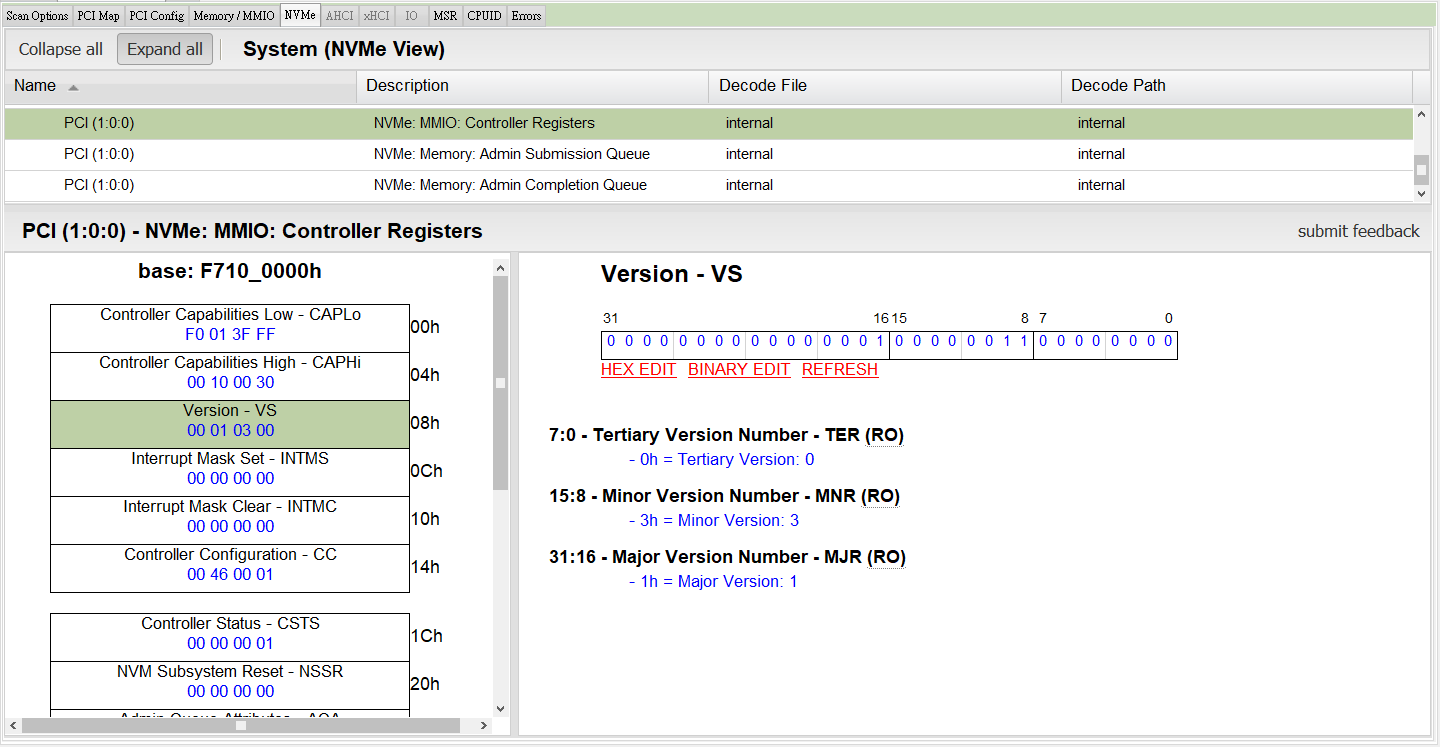 Scan Options PCI Map PCI Config Memory / MMIO NVMe AHCI xHCI IO MSR CPUID Errors
Collapse all Expand all System (NVMe View)
Name Description Decode File Decode Path
PCI (1:0:0) NVMe: MMIO: Controller Registers internal internal
PCI (1:0:0) NVMe: Memory: Admin Submission Queue internal internal
PCI (1:0:0) NVMe: Memory: Admin Completion Queue internal internal
PCI (1:0:0) - NVMe: MMIO: Controller Registers submit feedback
base: F710_0000h
Controller Capabilities Low - CAPLo
F0 01 3F FF
00h
Controller Capabilities High - CAPHi
00 10 00 30
04h
Version - VS
00 01 03 00
08h
Interrupt Mask Set - INTMS
00 00 00 00
0Ch
Interrupt Mask Clear - INTMC
00 00 00 00
10h
Controller Configuration - CC
00 46 00 01
14h
Controller Status - CSTS
00 00 00 01
1Ch
NVM Subsystem Reset - NSSR
00 00 00 00
20h
Admin Queue Attributes - AQA
Version - VS
31 16 15 8 7 0
0 0 0 0 0 0 0 0 0 0 0 0 0 0 0 1 0 0 0 0 0 0 1 1 0 0 0 0 0 0 0 0
HEX EDIT BINARY EDIT REFRESH
7:0 - Tertiary Version Number - TER (RO)
- 0h = Tertiary Version: 0
15:8 - Minor Version Number - MNR (RO)
- 3h = Minor Version: 3
31:16 - Major Version Number - MJR (RO)
- 1h = Major Version: 1